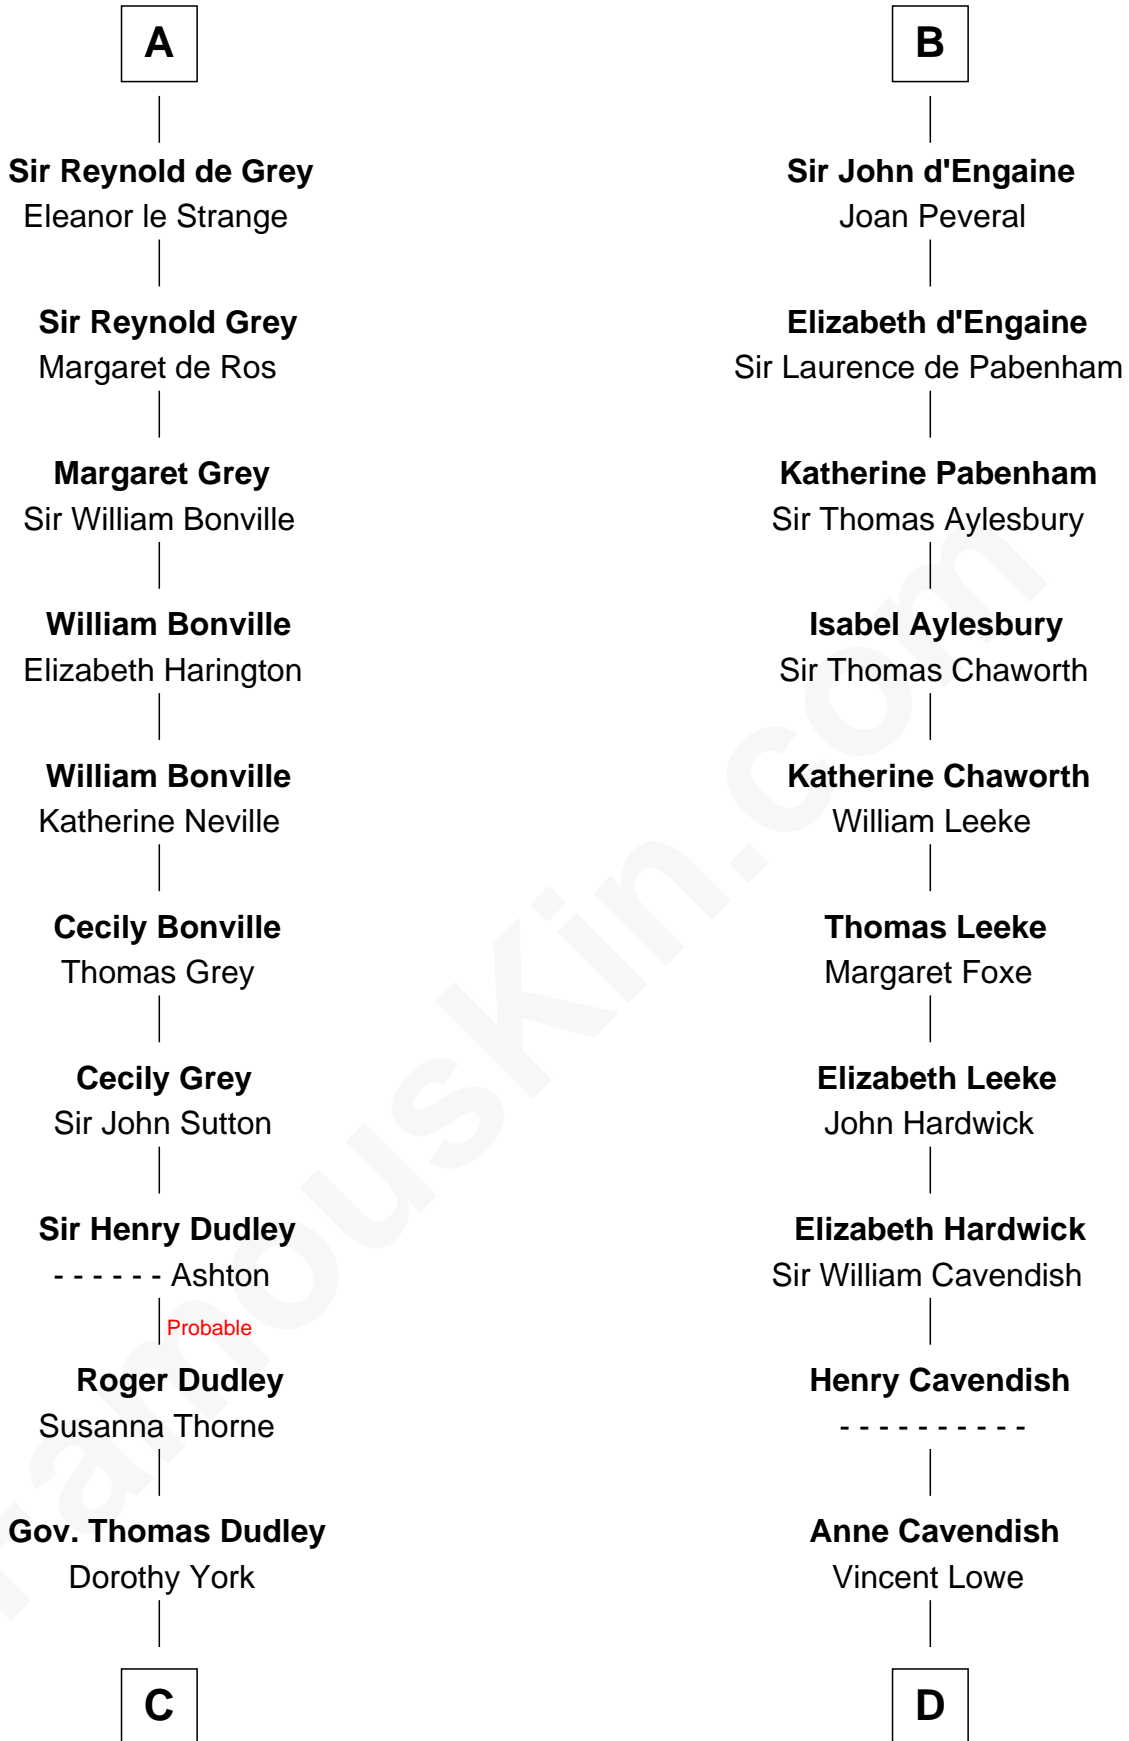 A
Sir Reynold de Grey
Eleanor le Strange
Sir Reynold Grey
Margaret de Ros
Margaret Grey
Sir William Bonville
William Bonville
Elizabeth Harington
William Bonville
Katherine Neville
Cecily Bonville
Thomas Grey
Cecily Grey
Sir John Sutton
Sir Henry Dudley
- - - - - - Ashton
Probable
Roger Dudley
Susanna Thorne
Gov. Thomas Dudley
Dorothy York
C
B
Sir John d'Engaine
Joan Peveral
Elizabeth d'Engaine
Sir Laurence de Pabenham
Katherine Pabenham
Sir Thomas Aylesbury
Isabel Aylesbury
Sir Thomas Chaworth
Katherine Chaworth
William Leeke
Thomas Leeke
Margaret Foxe
Elizabeth Leeke
John Hardwick
Elizabeth Hardwick
Sir William Cavendish
Henry Cavendish
- - - - - - - - - -
Anne Cavendish
Vincent Lowe
D
FamousKin.com